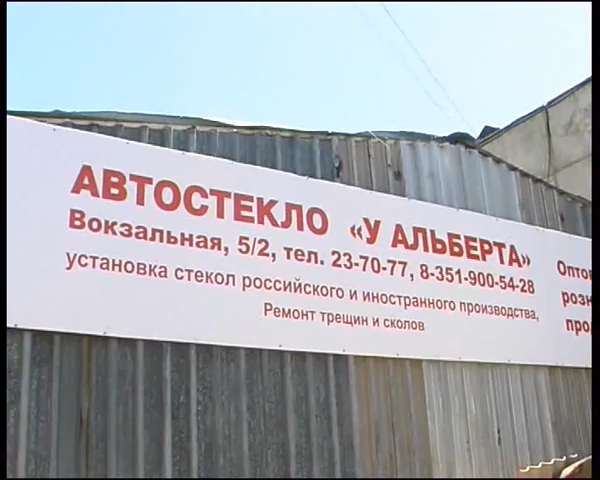 АВТОСТЕКЛО «У АЛЬБЕРТА»
Вокзальная, 5/2, тел. 23-70-77, 8-351-900-54-28
установка стекол российского и иностранного производства,
Ремонт трещин и сколов